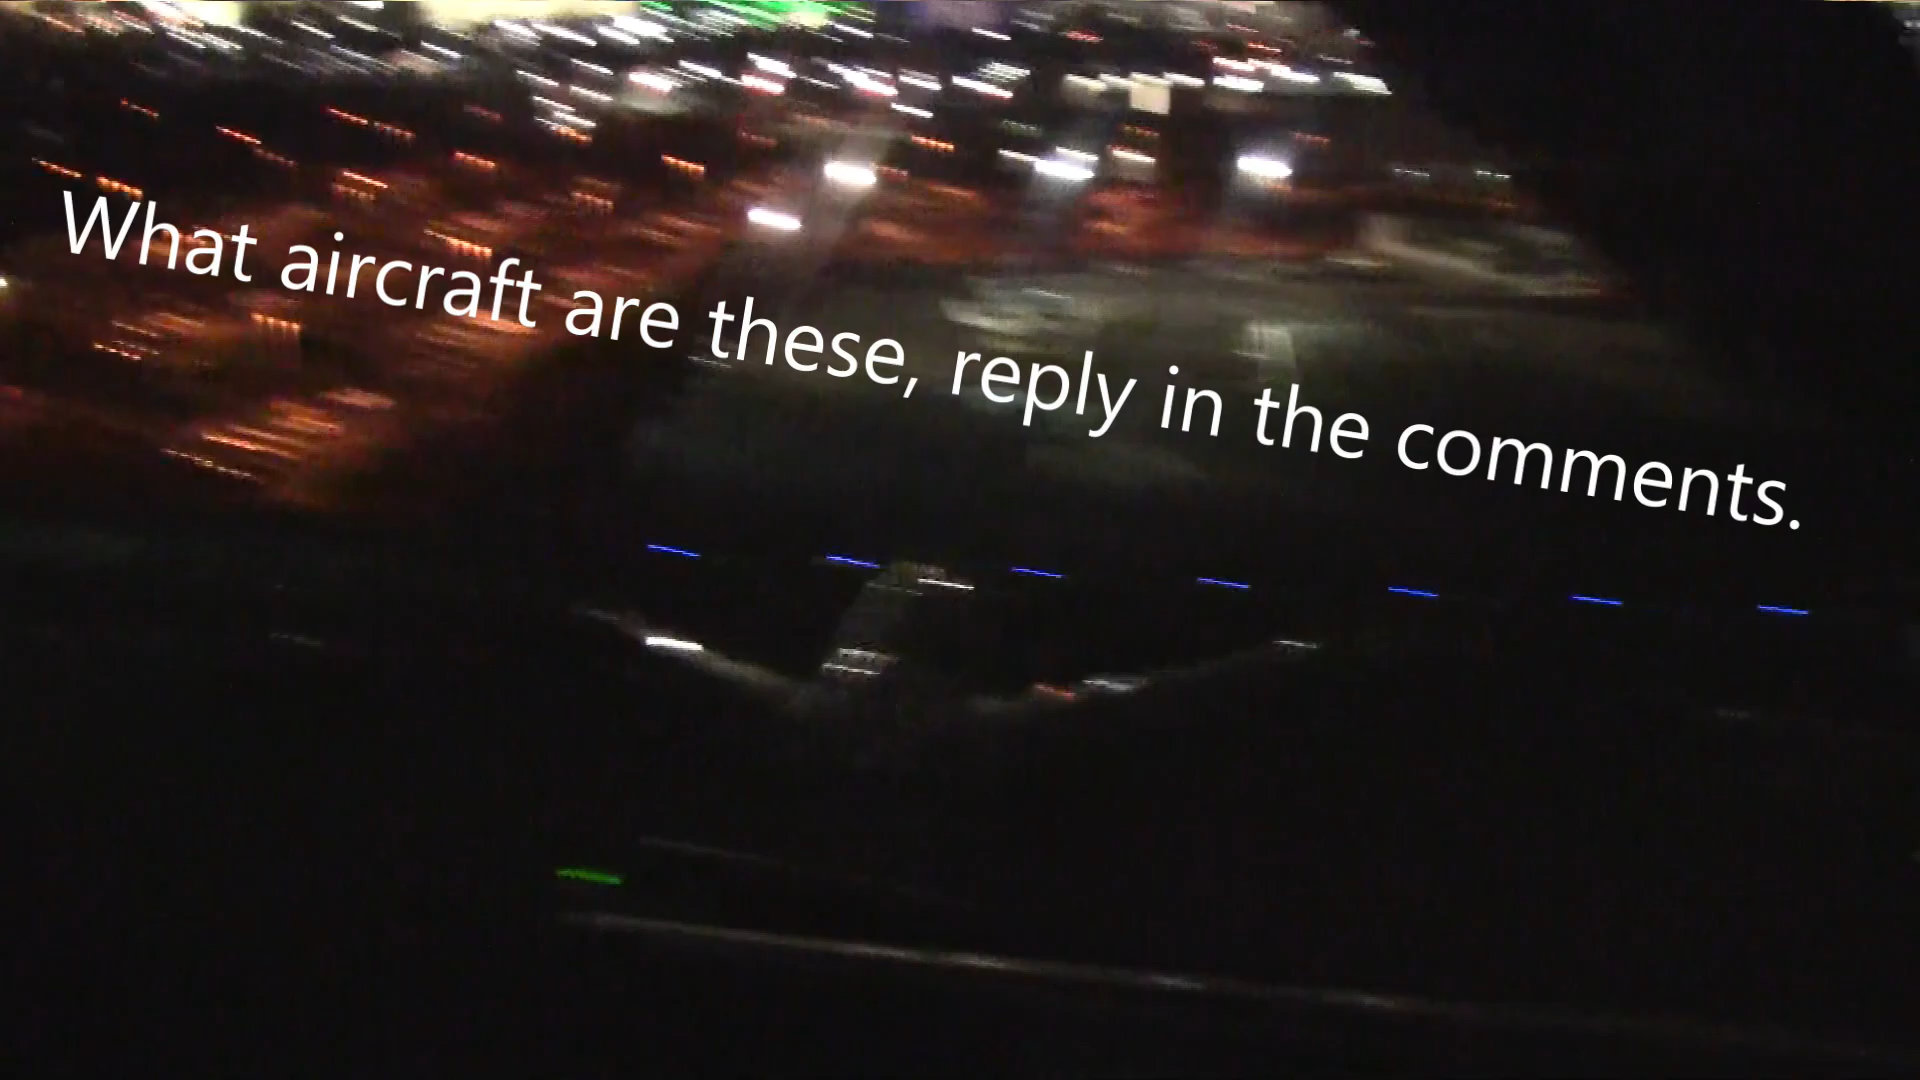 What aircraft are these, reply in the comments.